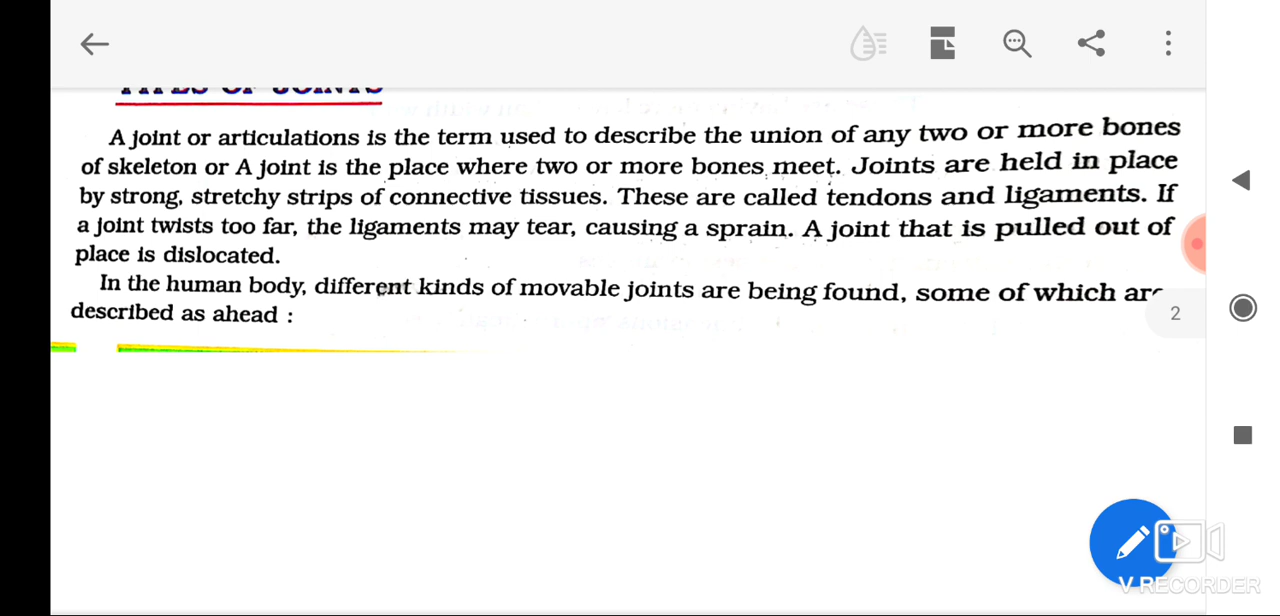 TYPES OF JOINTS
A joint or articulations is the term used to describe the union of any two or more bones
of skeleton or A joint is the place where two or more bones meet. Joints are held in place
by strong, stretchy strips of connective tissues. These are called tendons and ligaments. If
a joint twists too far, the ligaments may tear, causing a sprain. A joint that is pulled out of
place is dislocated.
In the human body, different kinds of movable joints are being found, some of which are
described as ahead :
2
V RECORDER